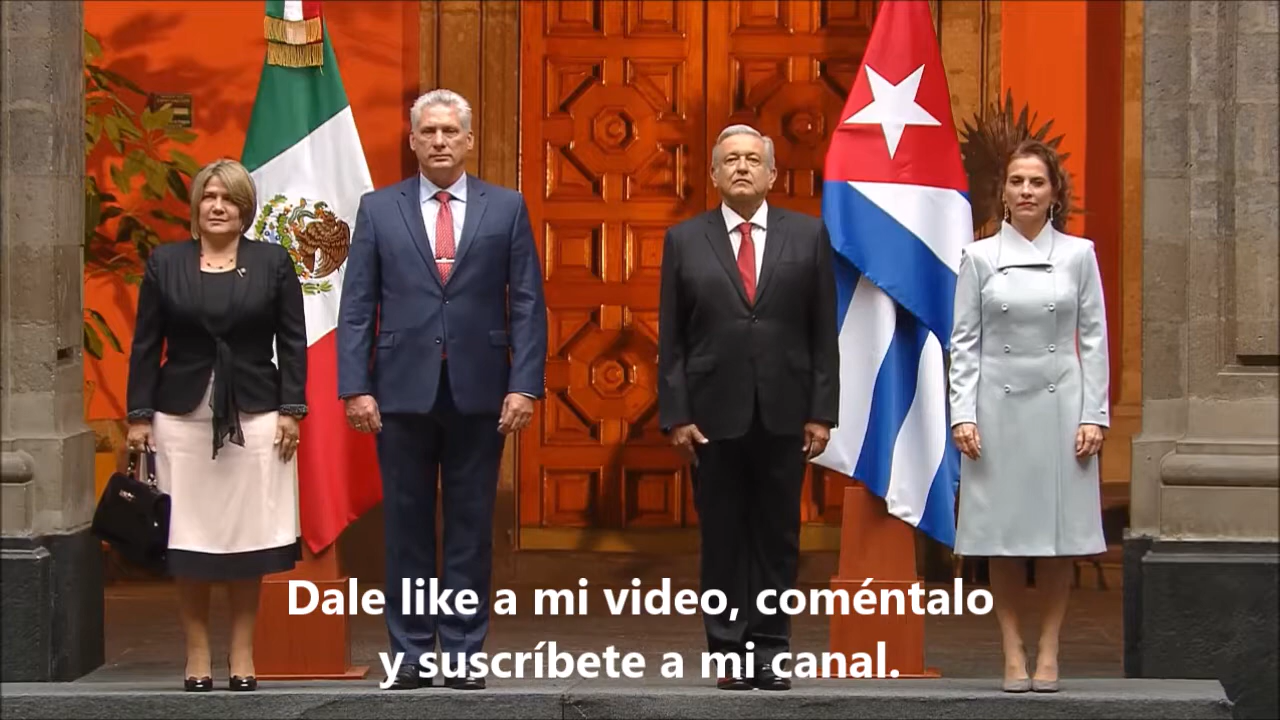 Dale like a mi video, coméntalo
y suscríbete a mi canal.